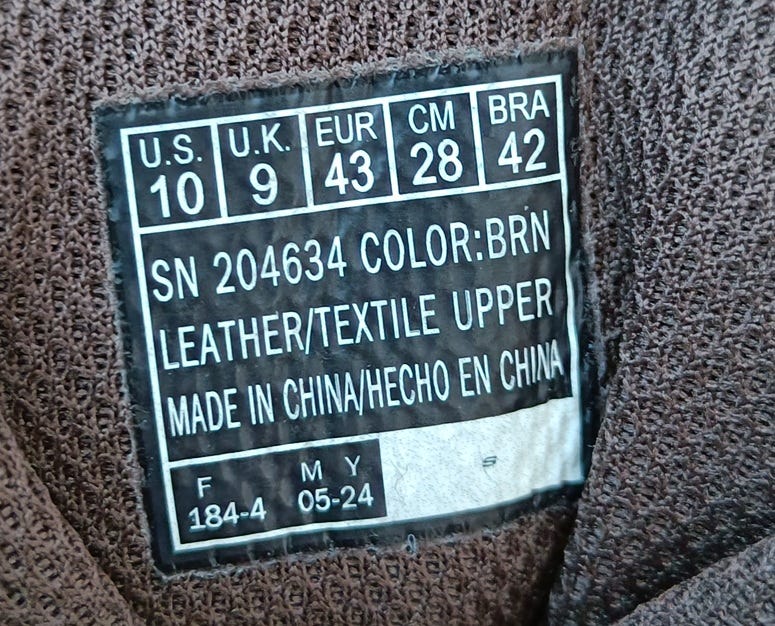 U.S. U.K. EUR CM BRA
10 9 43 28 42
SN 204634 COLOR:BRN
LEATHER/TEXTILE UPPER
MADE IN CHINA/HECHO EN CHINA
F M Y
184-4 05-24